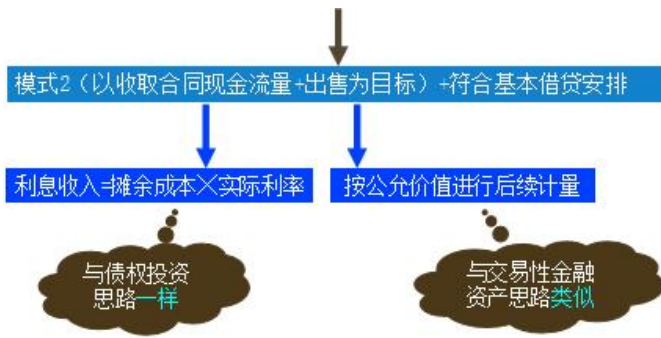 模式2（以收取合同现金流量+出售为目标）+符合基本借贷安排
利息收入=摊余成本×实际利率
按公允价值进行后续计量
与债权投资
思路一样
与交易性金融
资产思路类似